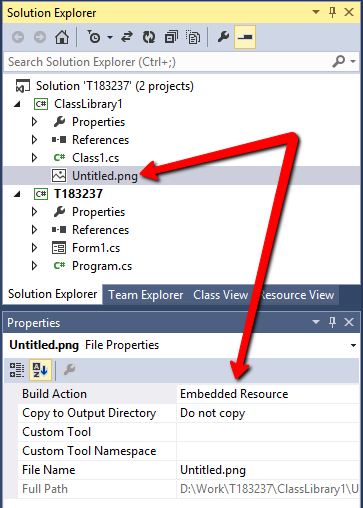 Solution Explorer
Search Solution Explorer (Ctrl+;)
Solution 'T183237' (2 projects)
C# ClassLibrary1
Properties
References
C# Class1.cs
Untitled.png
C# T183237
Properties
References
Form1.cs
C# Program.cs
Solution Explorer Team Explorer Class View Resource View
Properties
Untitled.png File Properties
Build Action Embedded Resource
Copy to Output Directory Do not copy
Custom Tool
Custom Tool Namespace
File Name Untitled.png
Full Path D:\Work\T183237\ClassLibrary1\U